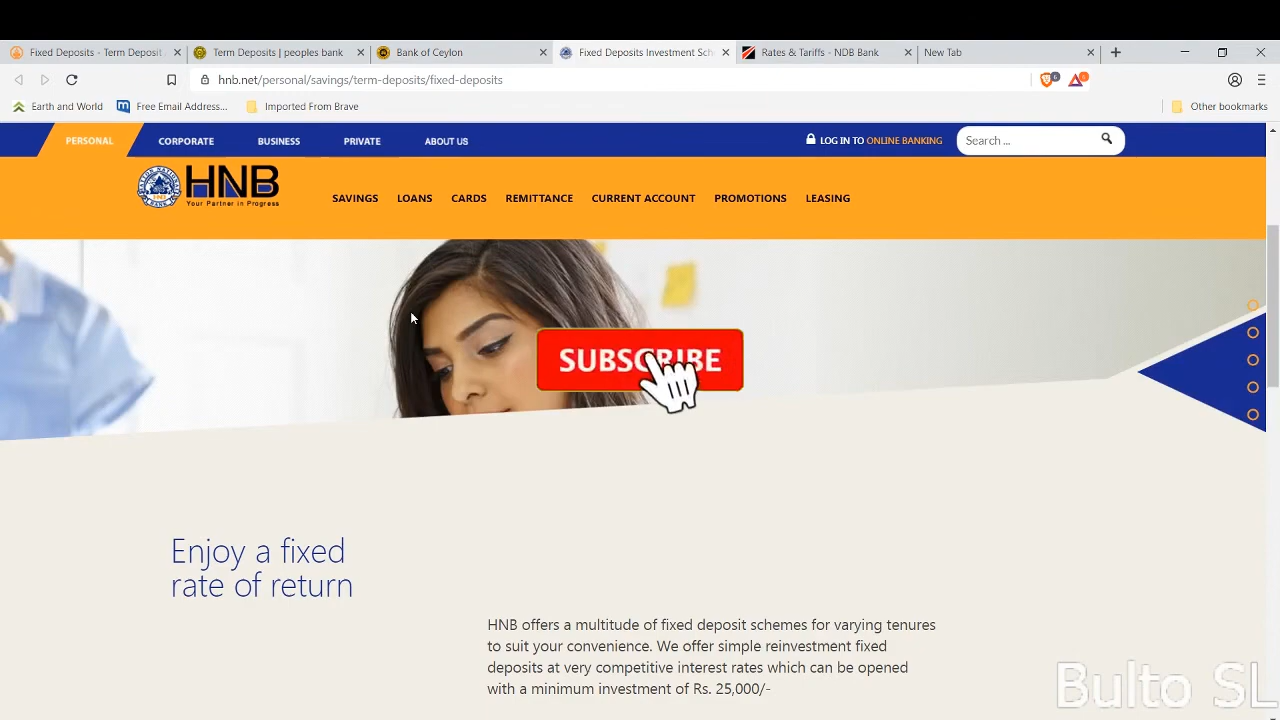 Fixed Deposits - Term Deposit
Term Deposits | peoples bank
Bank of Ceylon
Fixed Deposits Investment Sch
Rates & Tariffs - NDB Bank
New Tab
hnb.net/personal/savings/term-deposits/fixed-deposits
6
Earth and World
Free Email Address...
Imported From Brave
Other bookmarks
PERSONAL
CORPORATE
BUSINESS
PRIVATE
ABOUT US
LOG IN TO ONLINE BANKING
Search ...
HNB
Your Partner in Progress
SAVINGS
LOANS
CARDS
REMITTANCE
CURRENT ACCOUNT
PROMOTIONS
LEASING
SUBSCRIBE
Enjoy a fixed
rate of return
HNB offers a multitude of fixed deposit schemes for varying tenures
to suit your convenience. We offer simple reinvestment fixed
deposits at very competitive interest rates which can be opened
with a minimum investment of Rs. 25,000/-
Bulto SL